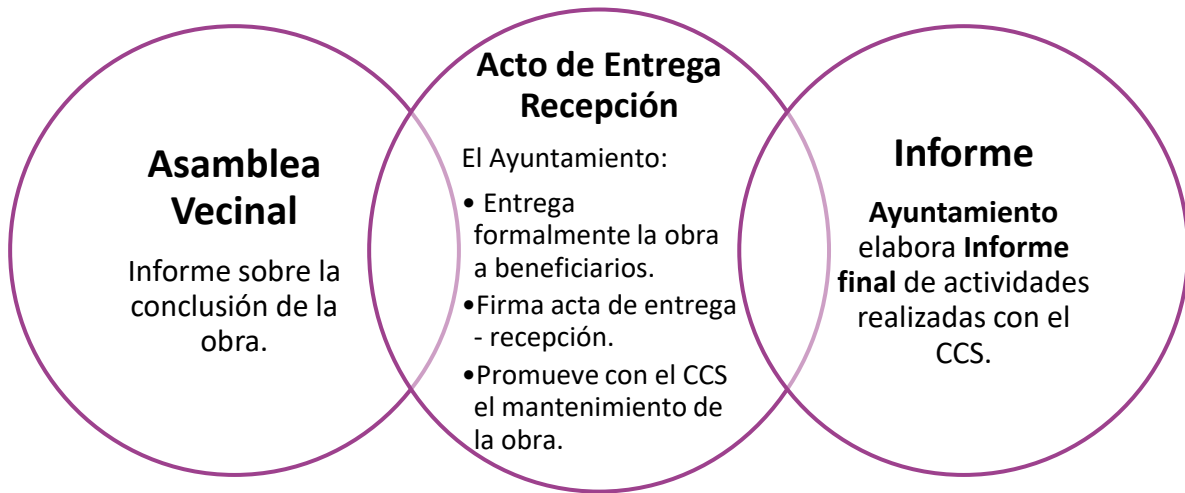 Asamblea
Vecinal
Informe sobre la
conclusión de la
obra.
Acto de Entrega
Recepción
El Ayuntamiento:
• Entrega
formalmente la obra
a beneficiarios.
•Firma acta de entrega
- recepción.
•Promueve con el CCS
el mantenimiento de
la obra.
Informe
Ayuntamiento
elabora Informe
final de actividades
realizadas con el
CCS.